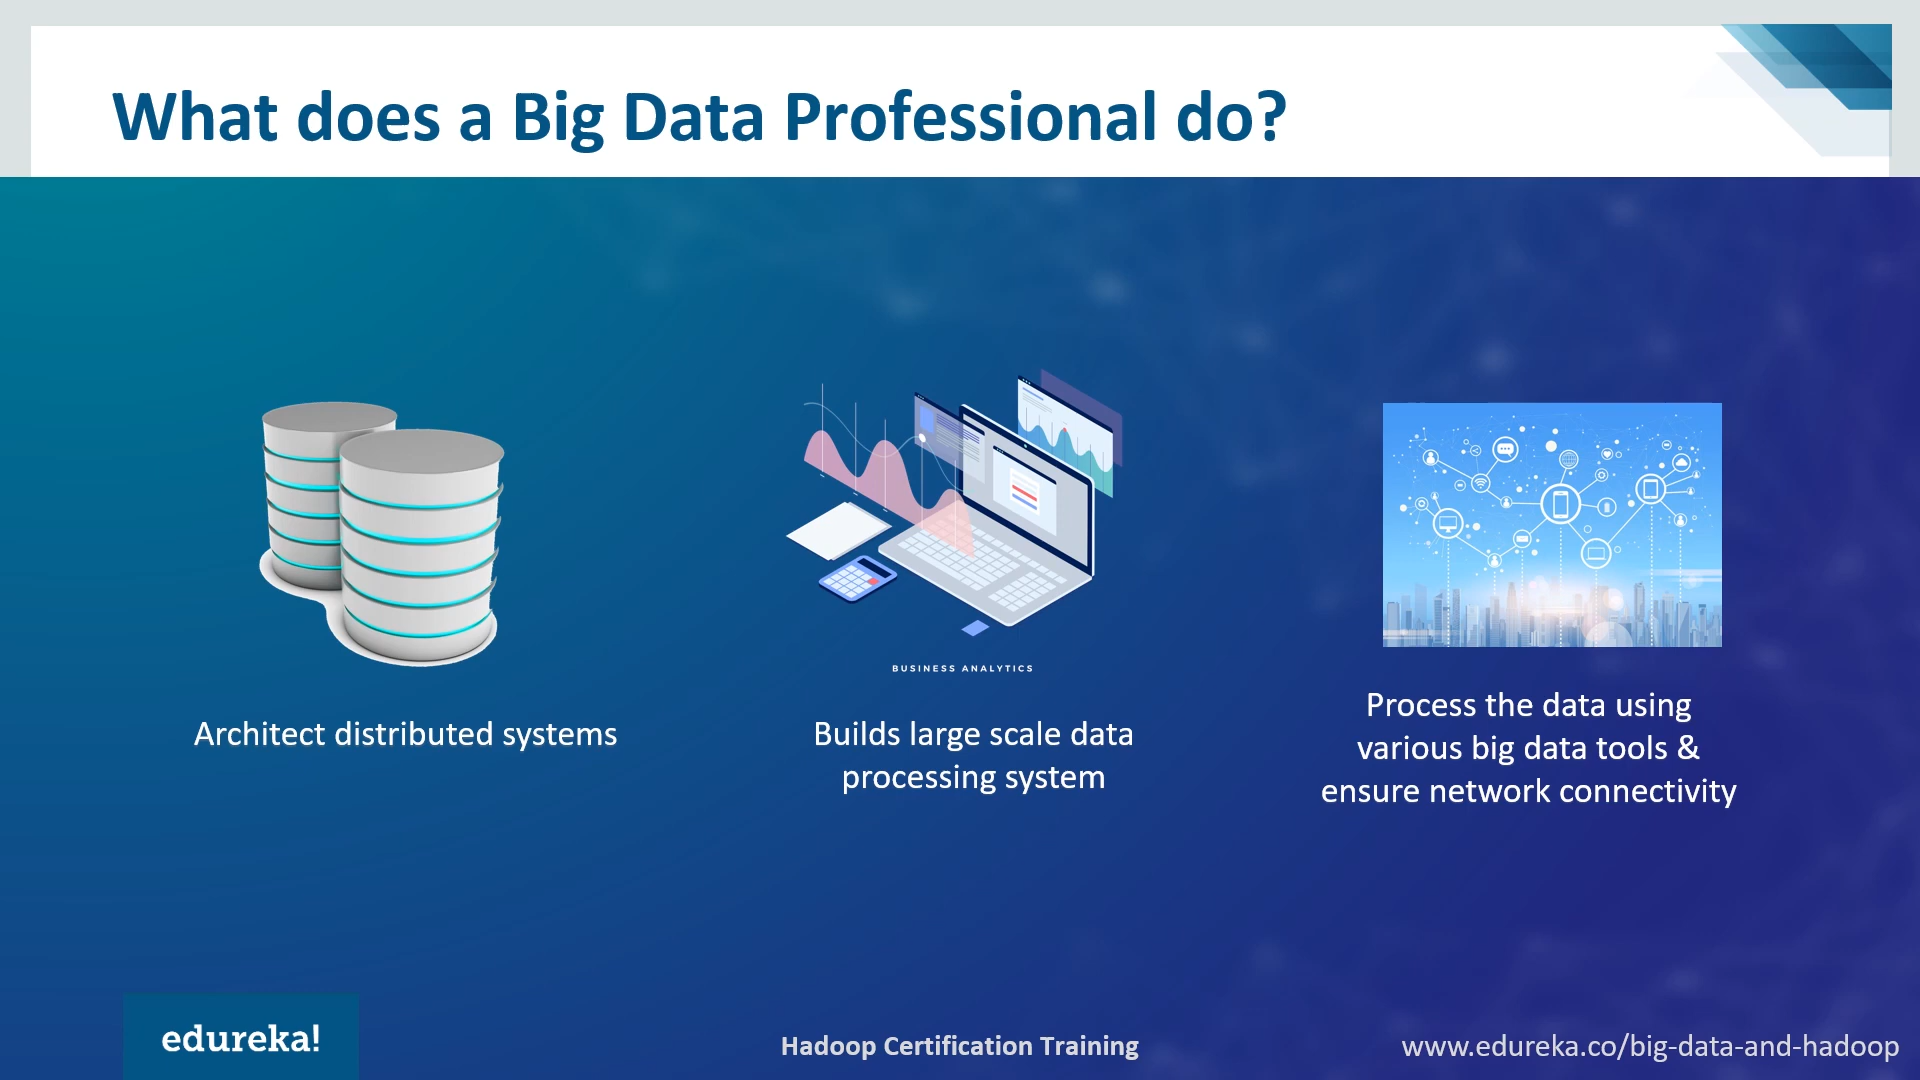 What does a Big Data Professional do?
BUSINESS ANALYTICS
Architect distributed systems
Builds large scale data
processing system
Process the data using
various big data tools &
ensure network connectivity
edureka!
Hadoop Certification Training
www.edureka.co/big-data-and-hadoop